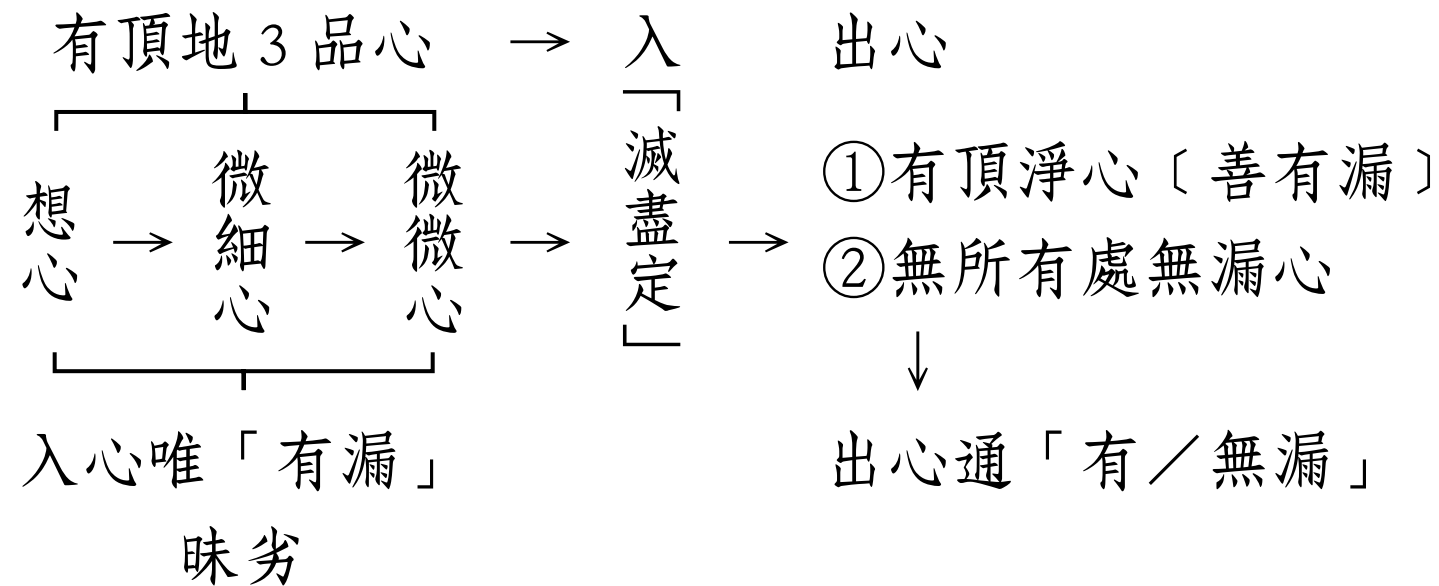 有頂地3品心 → 入 出心
想心 → 微細心 → 微微心 → 「滅盡定」 →
①有頂淨心〔善有漏〕
②無所有處無漏心
↓
入心唯「有漏」 出心通「有／無漏」
昧劣